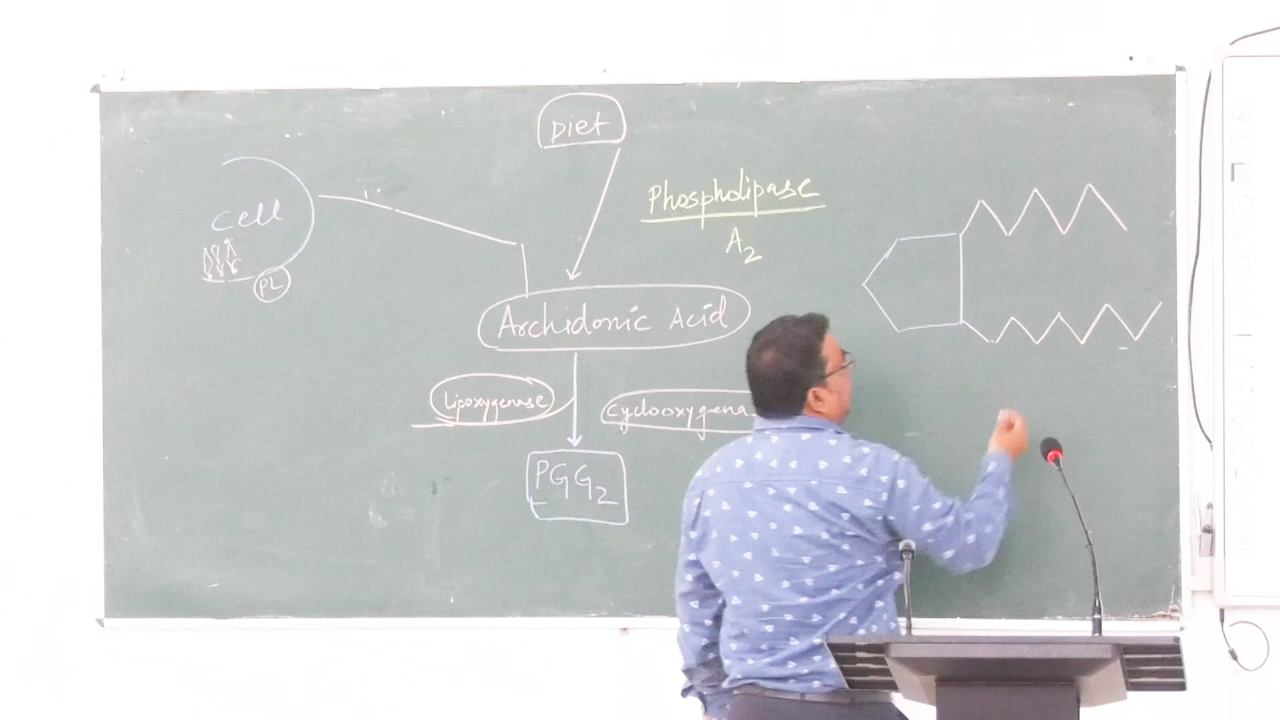 Diet
Phospholipase
A2
Cell
PL
Archidonic Acid
Lipoxygenase
Cyclooxygena
PGG2